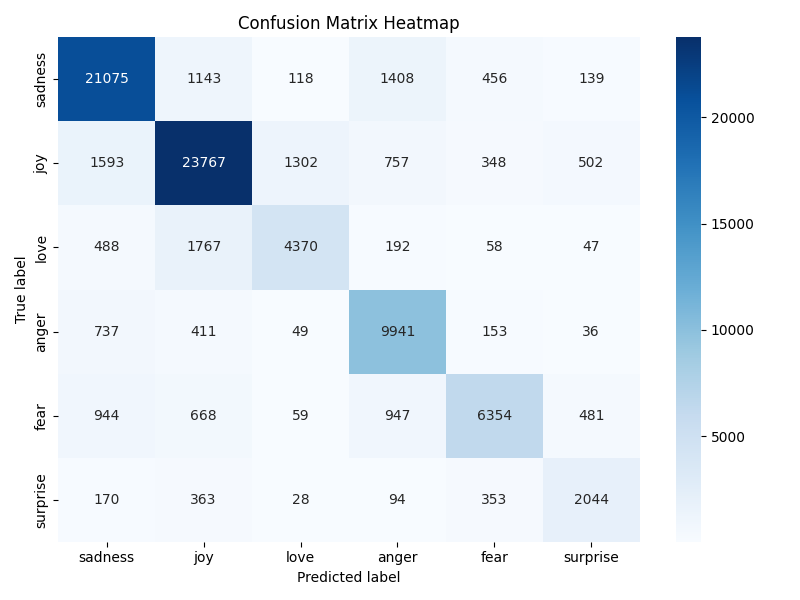 Confusion Matrix Heatmap
sadness 21075 1143 118 1408 456 139
joy 1593 23767 1302 757 348 502
love 488 1767 4370 192 58 47
anger 737 411 49 9941 153 36
fear 944 668 59 947 6354 481
surprise 170 363 28 94 353 2044
sadness joy love anger fear surprise
Predicted label
True label
20000
15000
10000
5000